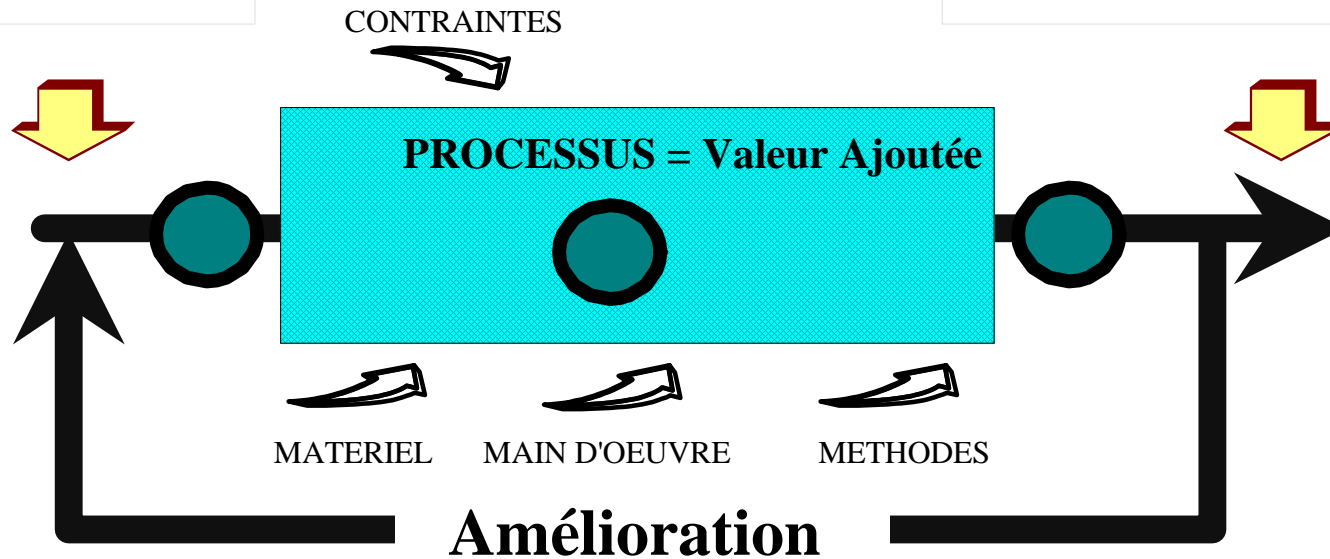 CONTRAINTES
PROCESSUS = Valeur Ajoutée
MATERIEL
MAIN D'OEUVRE
METHODES
Amélioration